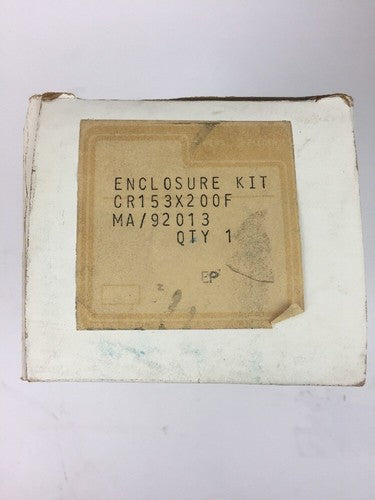 ENCLOSURE KIT
CR153X200F
MA/92013
QTY 1
EP